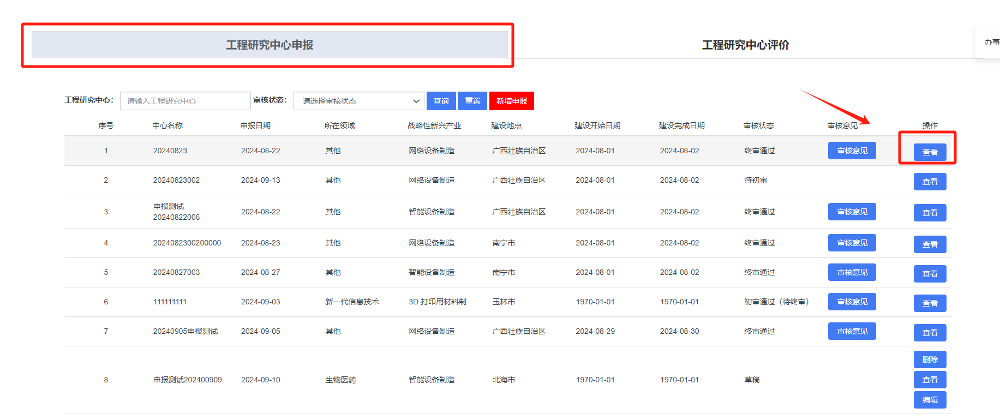 工程研究中心申报
工程研究中心评价
办事
工程研究中心： 请输入工程研究中心 审核状态： 请选择审核状态 查询 重置 新增申报
序号 中心名称 申报日期 所在领域 战略性新兴产业 建设地点 建设开始日期 建设完成日期 审核状态 审核意见 操作
1 20240823 2024-08-22 其他 网络设备制造 广西壮族自治区 2024-08-01 2024-08-02 终审通过 审核意见 查看
2 20240823002 2024-09-13 其他 网络设备制造 广西壮族自治区 2024-08-01 2024-08-02 待初审 查看
3 申报测试
20240822006 2024-08-22 其他 智能设备制造 广西壮族自治区 2024-08-01 2024-08-02 终审通过 审核意见 查看
4 2024082300200000 2024-08-23 其他 网络设备制造 南宁市 2024-08-01 2024-08-02 终审通过 审核意见 查看
5 20240827003 2024-08-27 其他 智能设备制造 南宁市 2024-08-01 2024-08-02 终审通过 审核意见 查看
6 111111111 2024-09-03 新一代信息技术 3D 打印用材料制 玉林市 1970-01-01 1970-01-01 初审通过（待终审） 审核意见 查看
7 20240905申报测试 2024-09-05 其他 网络设备制造 广西壮族自治区 2024-08-29 2024-08-30 终审通过 审核意见 查看
8 申报测试202400909 2024-09-10 生物医药 智能设备制造 北海市 1970-01-01 1970-01-01 草稿 删除
查看
编辑